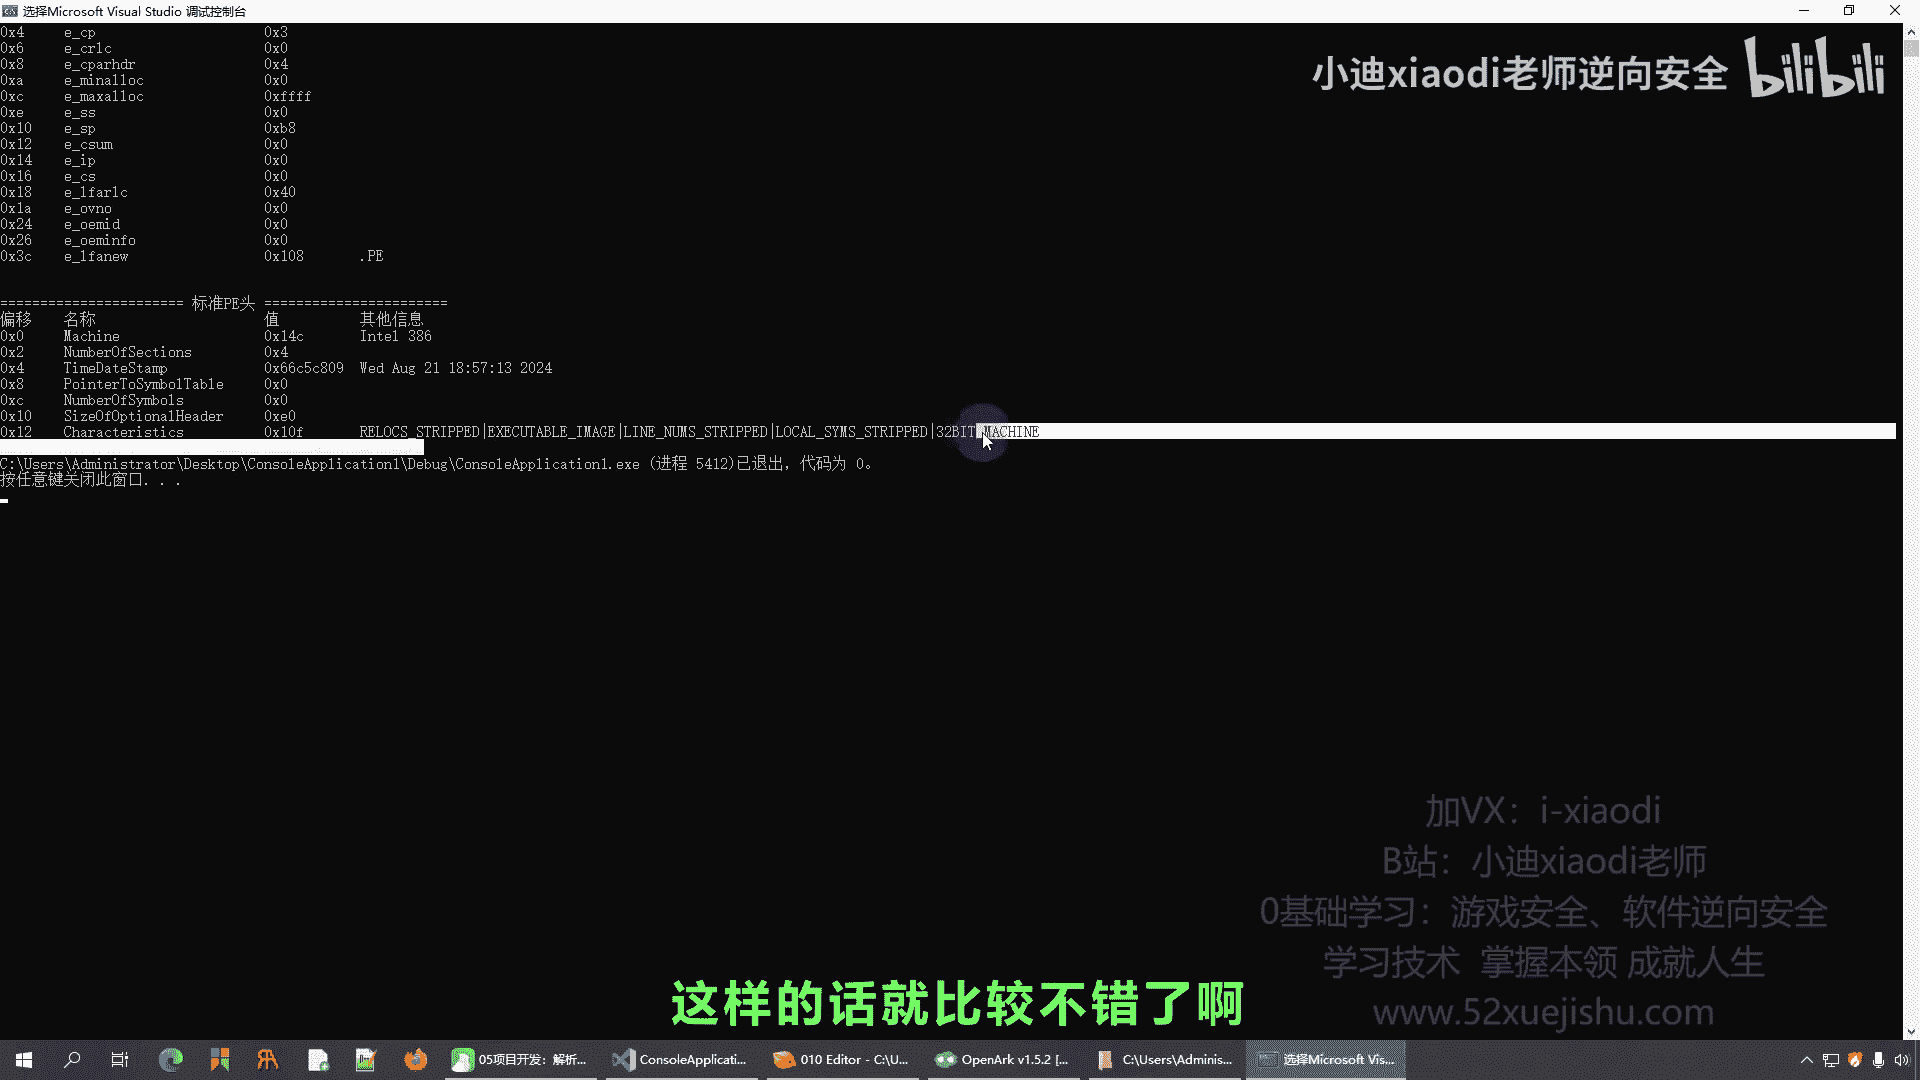 选择Microsoft Visual Studio 调试控制台
0x4 e_cp 0x3
0x6 e_crlc 0x0
0x8 e_cparhdr 0x4
0xa e_minalloc 0x0
0xc e_maxalloc 0xffff
0xe e_ss 0x0
0x10 e_sp 0xb8
0x12 e_csum 0x0
0x14 e_ip 0x0
0x16 e_cs 0x0
0x18 e_lfarlc 0x40
0x1a e_ovno 0x0
0x24 e_oemid 0x0
0x26 e_oeminfo 0x0
0x3c e_lfanew 0x108 .PE
小迪xiaodi老师逆向安全 bilibili
======================= 标准PE头 =======================
偏移 名称 值 其他信息
0x0 Machine 0x14c Intel 386
0x2 NumberOfSections 0x4
0x4 TimeDateStamp 0x66c5c809 Wed Aug 21 18:57:13 2024
0x8 PointerToSymbolTable 0x0
0xc NumberOfSymbols 0x0
0x10 SizeOfOptionalHeader 0xe0
0x12 Characteristics 0x10f RELOCS_STRIPPED|EXECUTABLE_IMAGE|LINE_NUMS_STRIPPED|LOCAL_SYMS_STRIPPED|32BIT_MACHINE
C:\Users\Administrator\Desktop\ConsoleApplication1\Debug\ConsoleApplication1.exe (进程 5412)已退出，代码为 0。
按任意键关闭此窗口. . .
加VX：i-xiaodi
B站：小迪xiaodi老师
0基础学习：游戏安全、软件逆向安全
学习技术 掌握本领 成就人生
www.52xuejishu.com
这样的话就比较不错了啊
05项目开发：解析... ConsoleApplicati... 010 Editor - C:\U... OpenArk v1.5.2 [... C:\Users\Adminis... 选择Microsoft Vis...